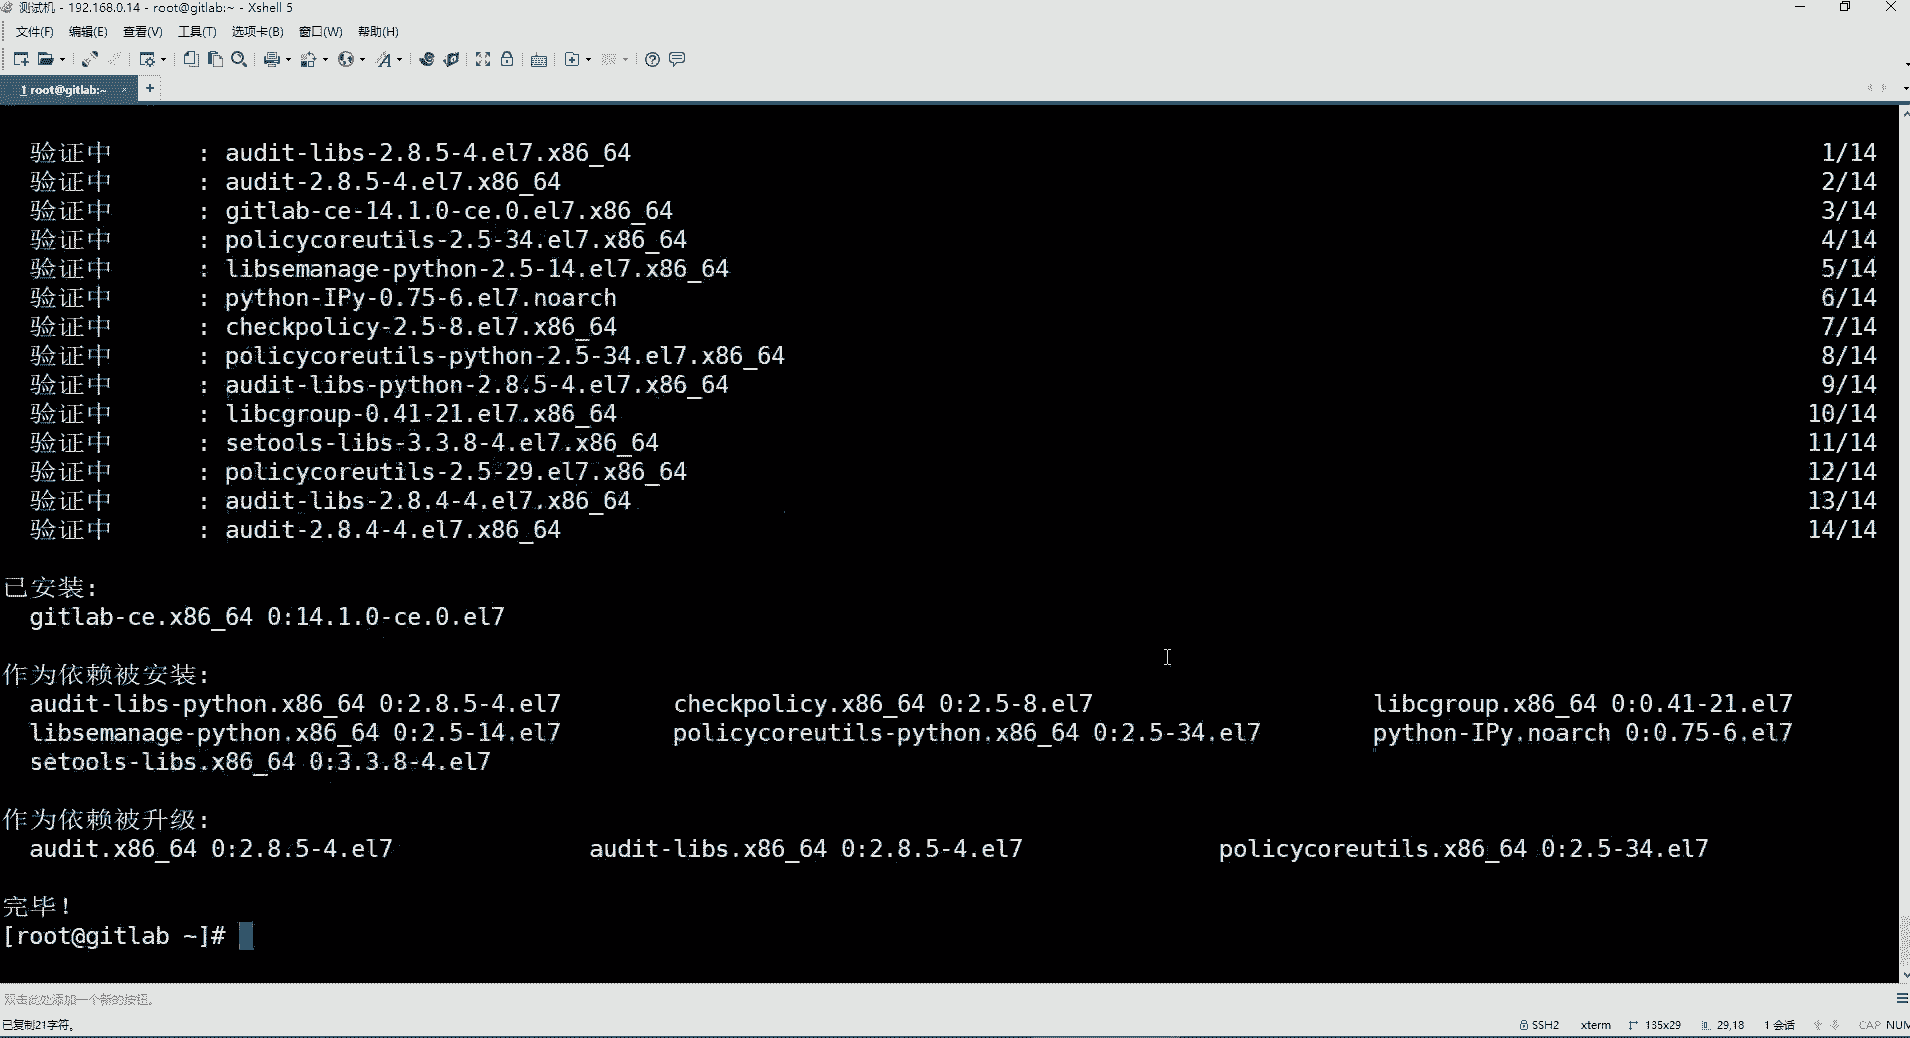 测试机 - 192.168.0.14 - root@gitlab:~ - Xshell 5
文件(F) 编辑(E) 查看(V) 工具(T) 选项卡(B) 窗口(W) 帮助(H)
1 root@gitlab:~ × +
验证中 : audit-libs-2.8.5-4.el7.x86_64 1/14
验证中 : audit-2.8.5-4.el7.x86_64 2/14
验证中 : gitlab-ce-14.1.0-ce.0.el7.x86_64 3/14
验证中 : policycoreutils-2.5-34.el7.x86_64 4/14
验证中 : libsemanage-python-2.5-14.el7.x86_64 5/14
验证中 : python-IPy-0.75-6.el7.noarch 6/14
验证中 : checkpolicy-2.5-8.el7.x86_64 7/14
验证中 : policycoreutils-python-2.5-34.el7.x86_64 8/14
验证中 : audit-libs-python-2.8.5-4.el7.x86_64 9/14
验证中 : libcgroup-0.41-21.el7.x86_64 10/14
验证中 : setools-libs-3.3.8-4.el7.x86_64 11/14
验证中 : policycoreutils-2.5-29.el7.x86_64 12/14
验证中 : audit-libs-2.8.4-4.el7.x86_64 13/14
验证中 : audit-2.8.4-4.el7.x86_64 14/14
已安装:
gitlab-ce.x86_64 0:14.1.0-ce.0.el7
作为依赖被安装:
audit-libs-python.x86_64 0:2.8.5-4.el7 checkpolicy.x86_64 0:2.5-8.el7 libcgroup.x86_64 0:0.41-21.el7
libsemanage-python.x86_64 0:2.5-14.el7 policycoreutils-python.x86_64 0:2.5-34.el7 python-IPy.noarch 0:0.75-6.el7
setools-libs.x86_64 0:3.3.8-4.el7
作为依赖被升级:
audit.x86_64 0:2.8.5-4.el7 audit-libs.x86_64 0:2.8.5-4.el7 policycoreutils.x86_64 0:2.5-34.el7
完毕!
[root@gitlab ~]#
双击此处添加一个新的按钮。
已复制21字符。 SSH2 xterm 135x29 29,18 1 会话 CAP NUM